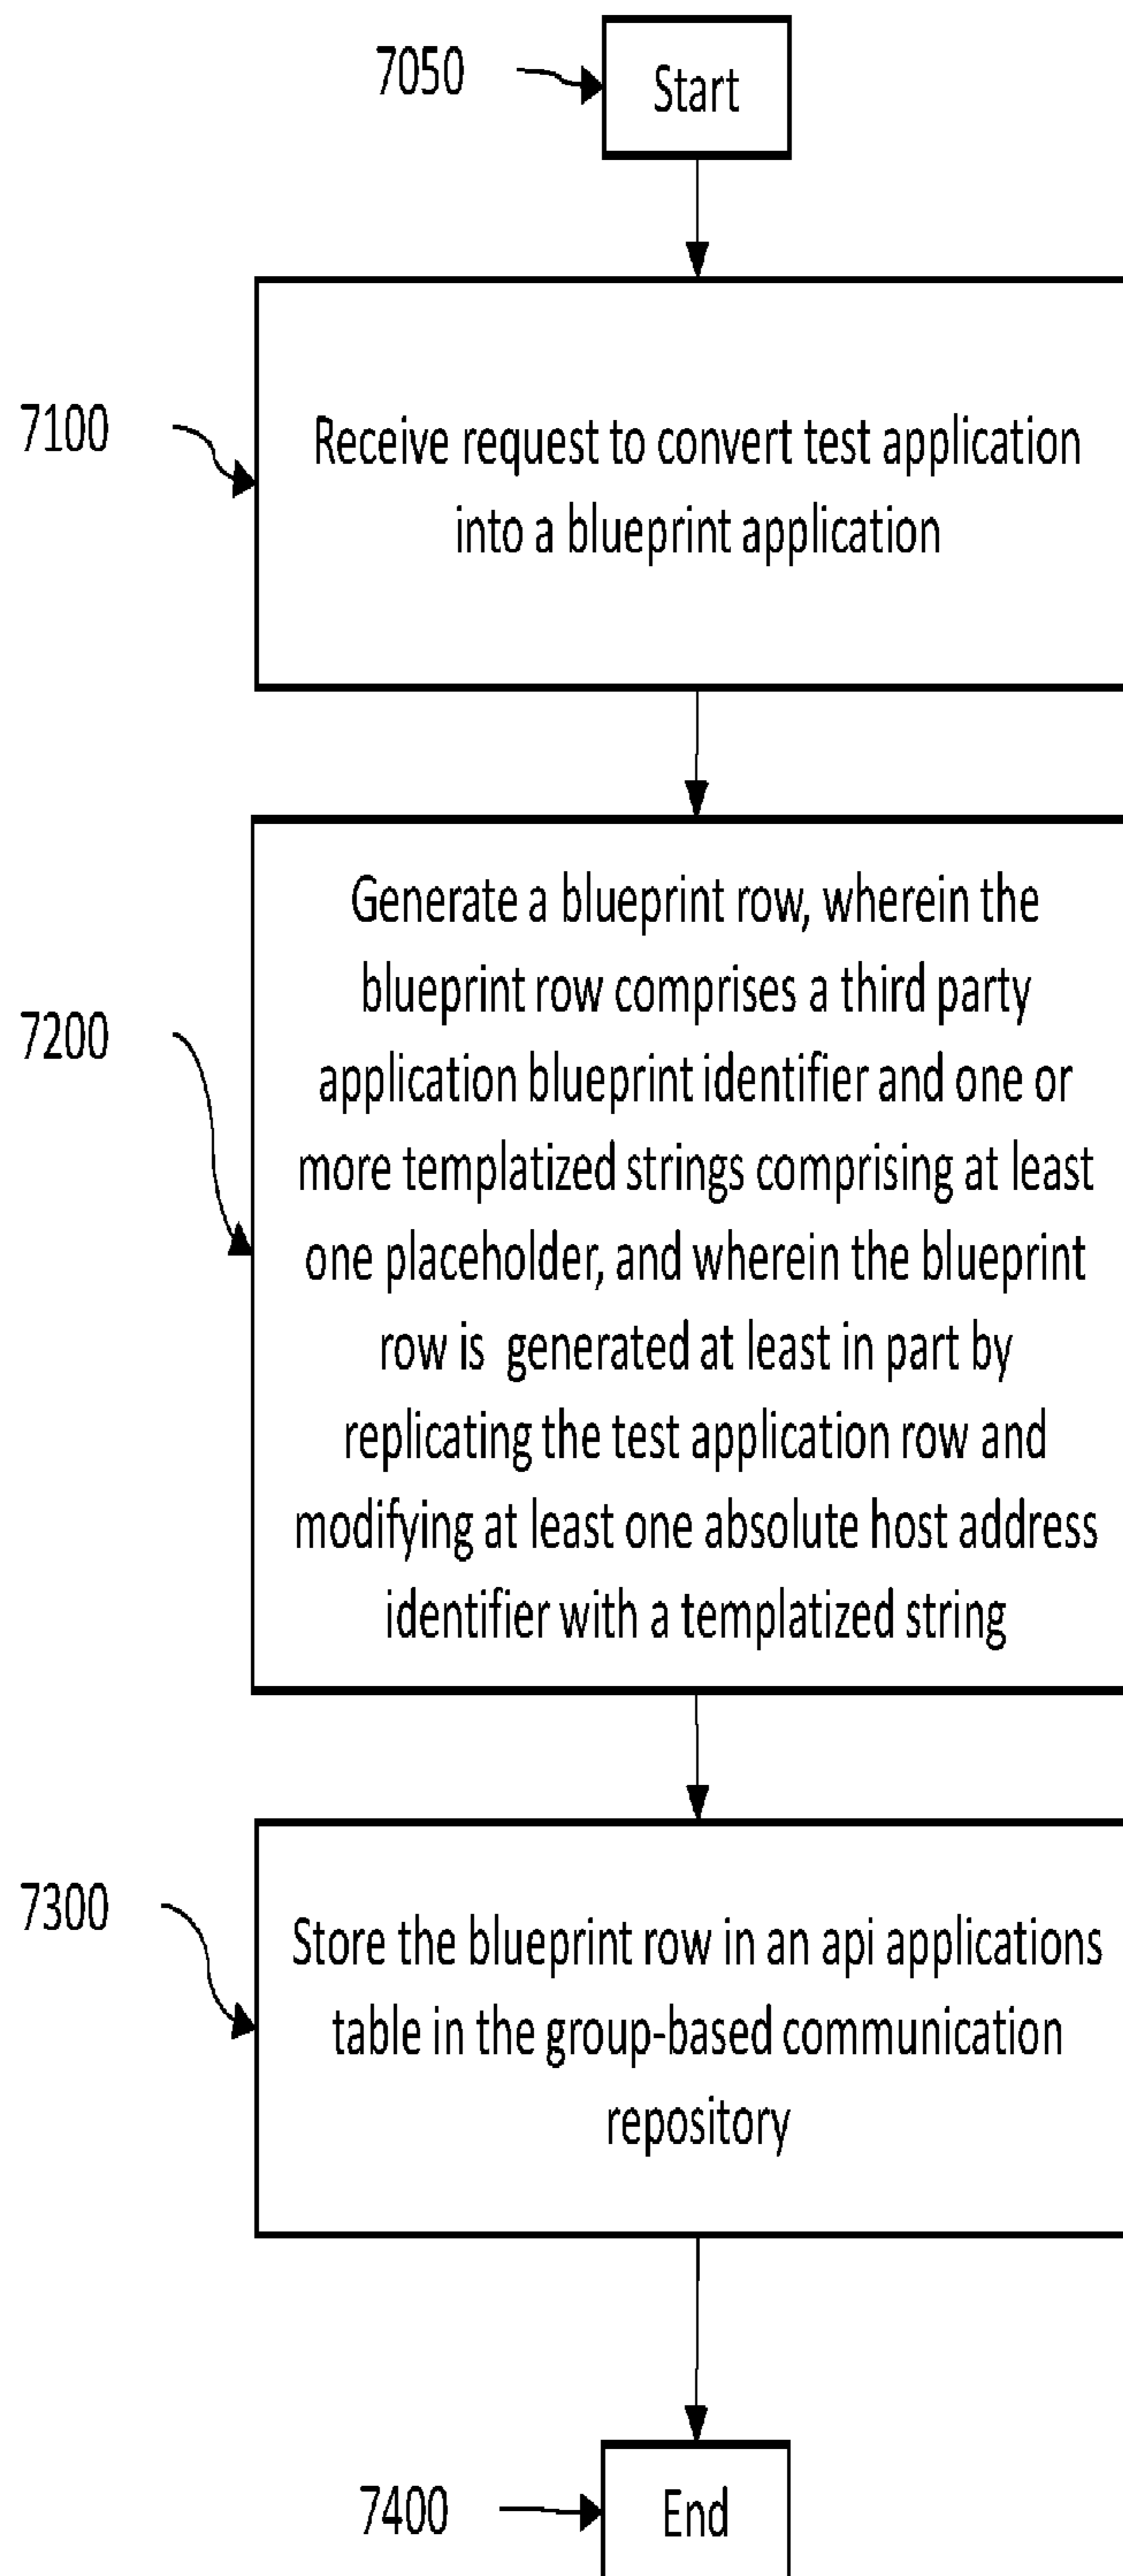 7050
Start
7100
Receive request to convert test application
into a blueprint application
7200
Generate a blueprint row, wherein the
blueprint row comprises a third party
application blueprint identifier and one or
more templatized strings comprising at least
one placeholder, and wherein the blueprint
row is generated at least in part by
replicating the test application row and
modifying at least one absolute host address
identifier with a templatized string
7300
Store the blueprint row in an api applications
table in the group-based communication
repository
7400
End